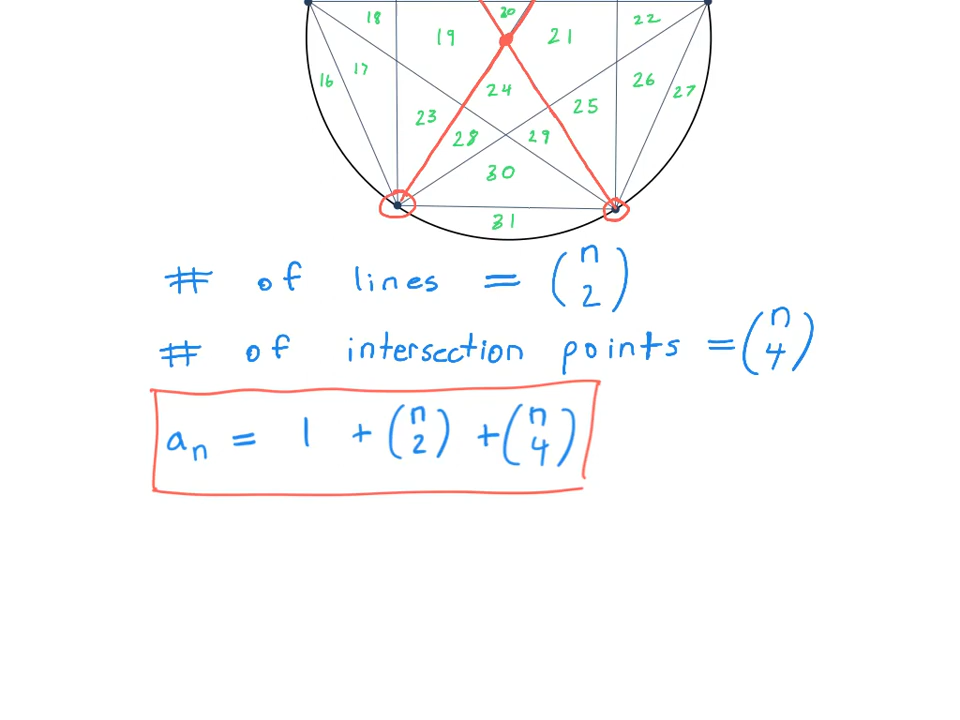 20
18 22
19 21
17 16 26 27
24
23 25
28 29
30
31
# of lines = (n 2)
# of intersection points = (n 4)
aₙ = 1 + (n 2) + (n 4)